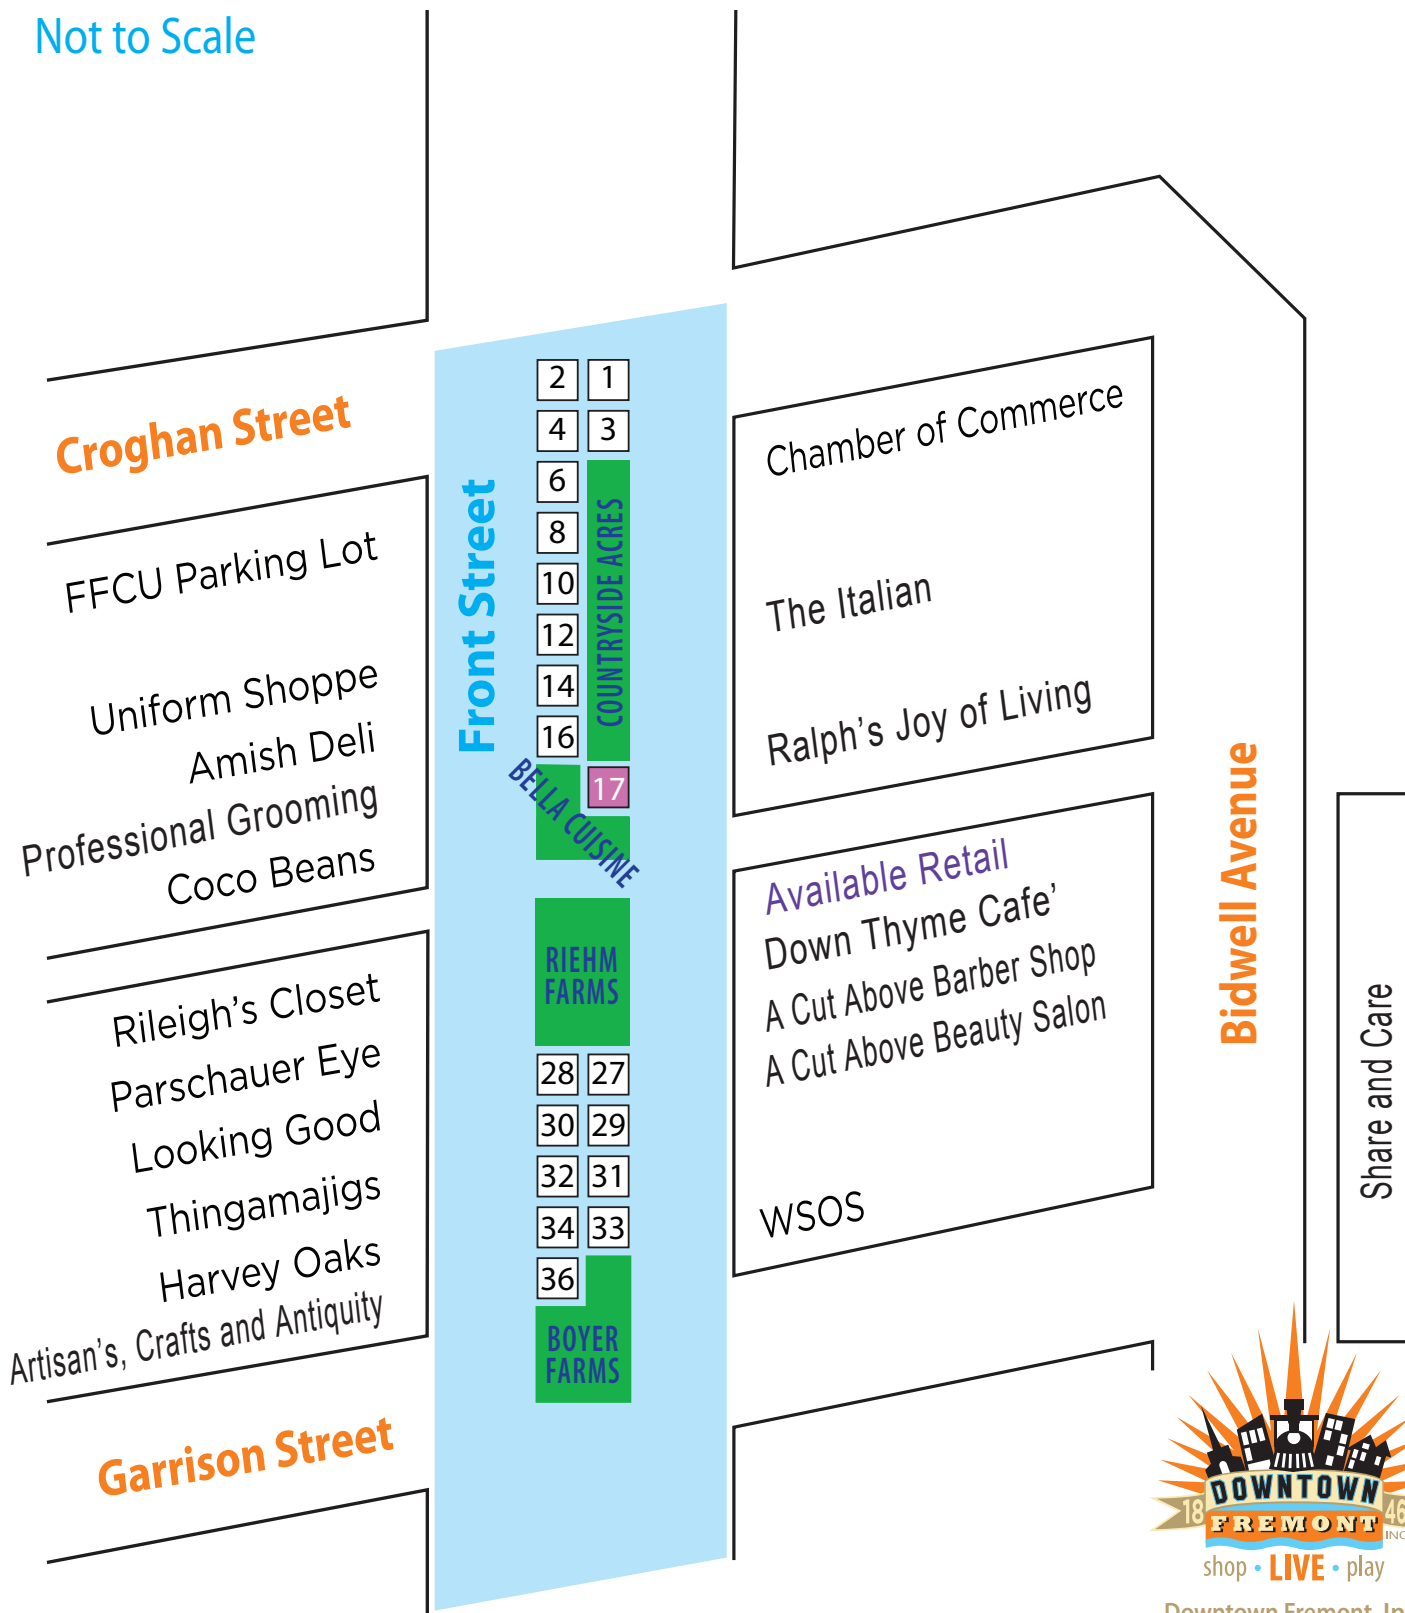 Not to Scale
Croghan Street
FFCU Parking Lot
Uniform Shoppe
Amish Deli
Professional Grooming
Coco Beans
Rileigh's Closet
Parschauer Eye
Looking Good
Thingamajigs
Harvey Oaks
Artisan's, Crafts and Antiquity
Garrison Street
Front Street
2 1
4 3
6
8
10
12
14
16
COUNTRYSIDE ACRES
17
BELLA CUISINE
RIEHM
FARMS
28 27
30 29
32 31
34 33
36
BOYER
FARMS
Chamber of Commerce
The Italian
Ralph's Joy of Living
Available Retail
Down Thyme Cafe'
A Cut Above Barber Shop
A Cut Above Beauty Salon
WSOS
Bidwell Avenue
Share and Care
DOWNTOWN
18 FREMONT 46
INC
shop • LIVE • play
Downtown Fremont, In